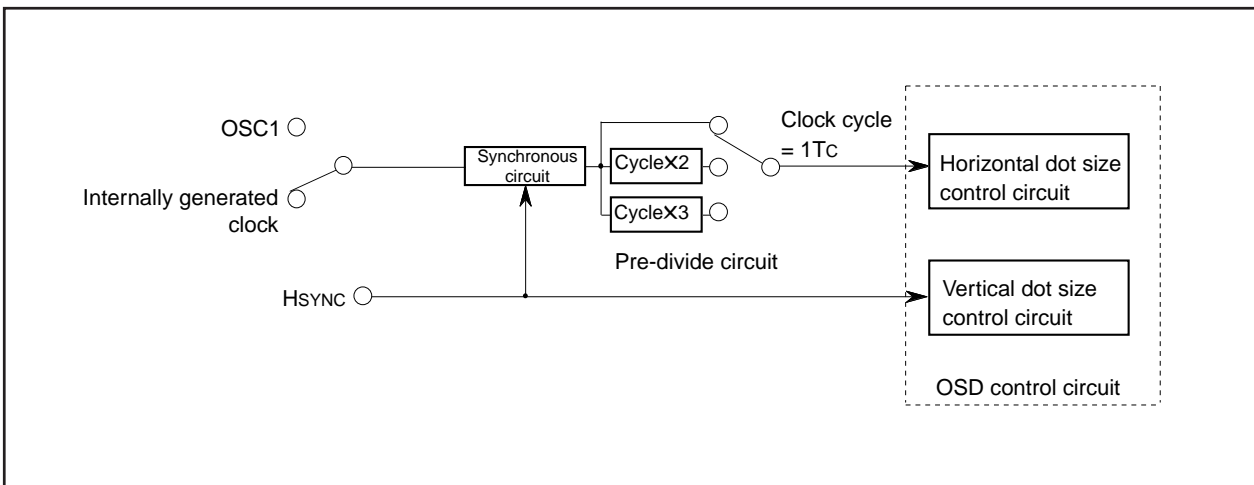 OSC1
Internally generated
clock
HSYNC
Synchronous
circuit
Cycle×2
Cycle×3
Pre-divide circuit
Clock cycle
= 1TC
Horizontal dot size
control circuit
Vertical dot size
control circuit
OSD control circuit